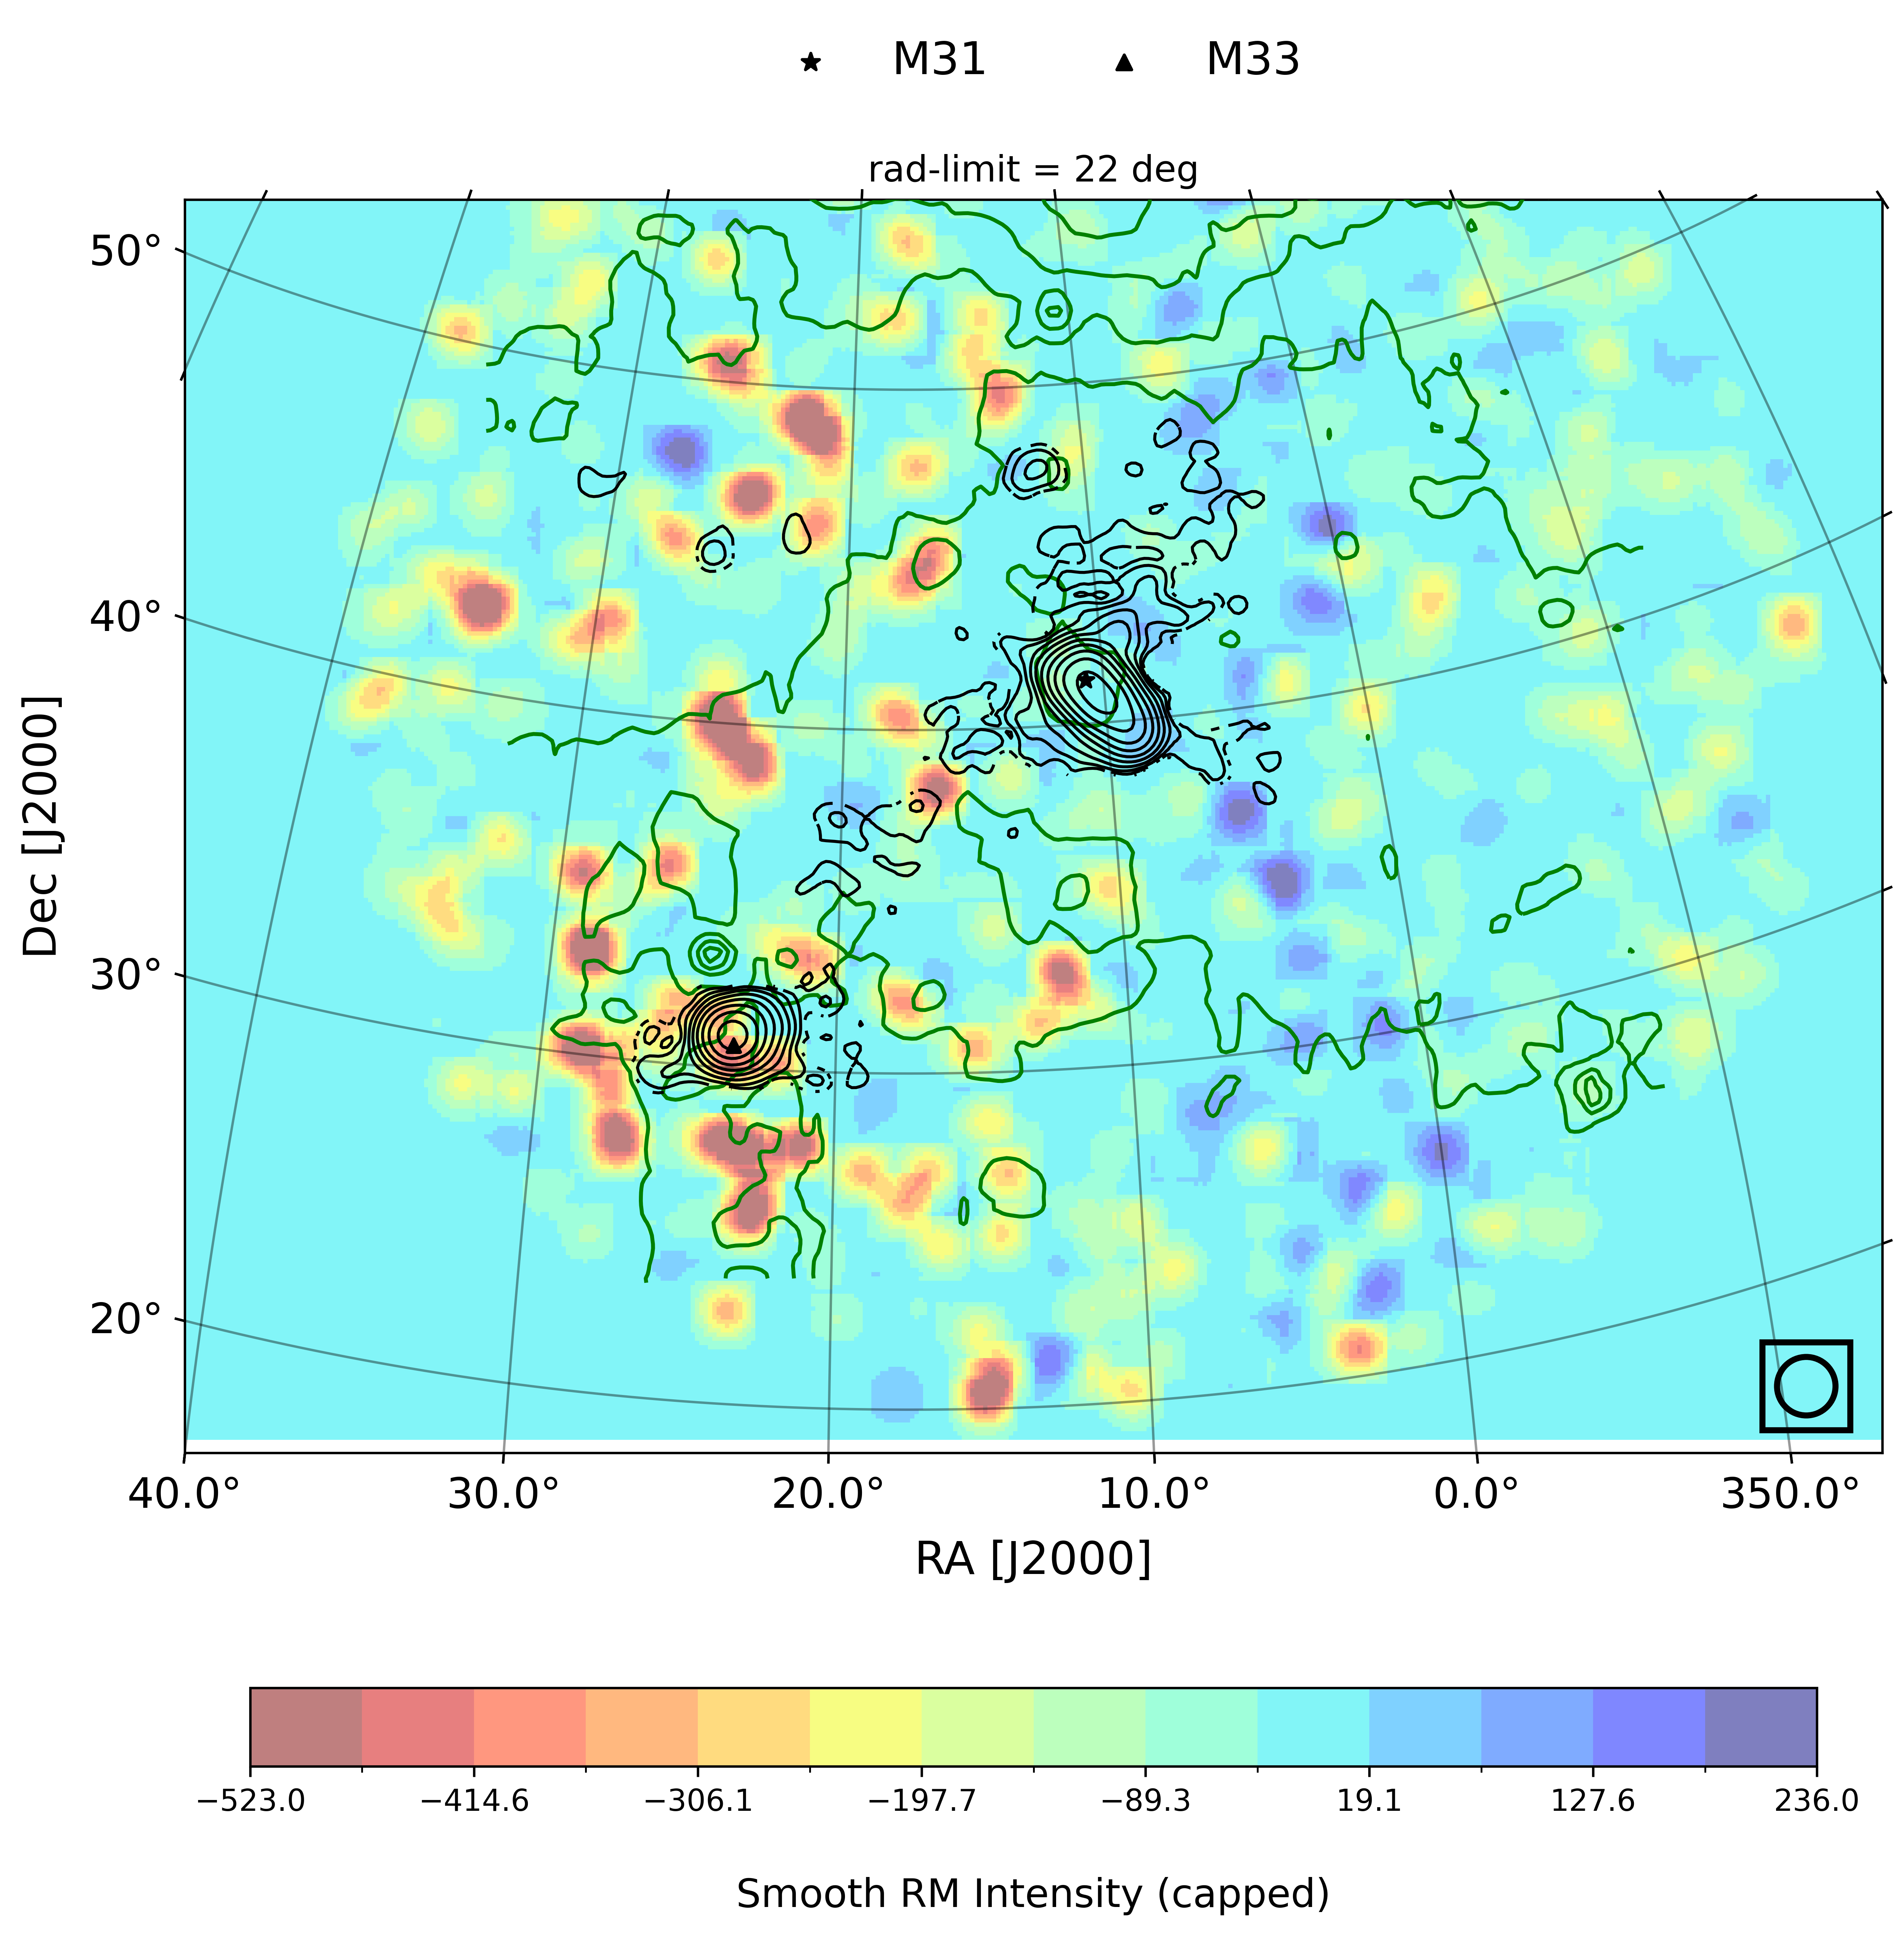 M31 M33
rad-limit = 22 deg
50°
40°
30°
20°
Dec [J2000]
40.0° 30.0° 20.0° 10.0° 0.0° 350.0°
RA [J2000]
−523.0 −414.6 −306.1 −197.7 −89.3 19.1 127.6 236.0
Smooth RM Intensity (capped)